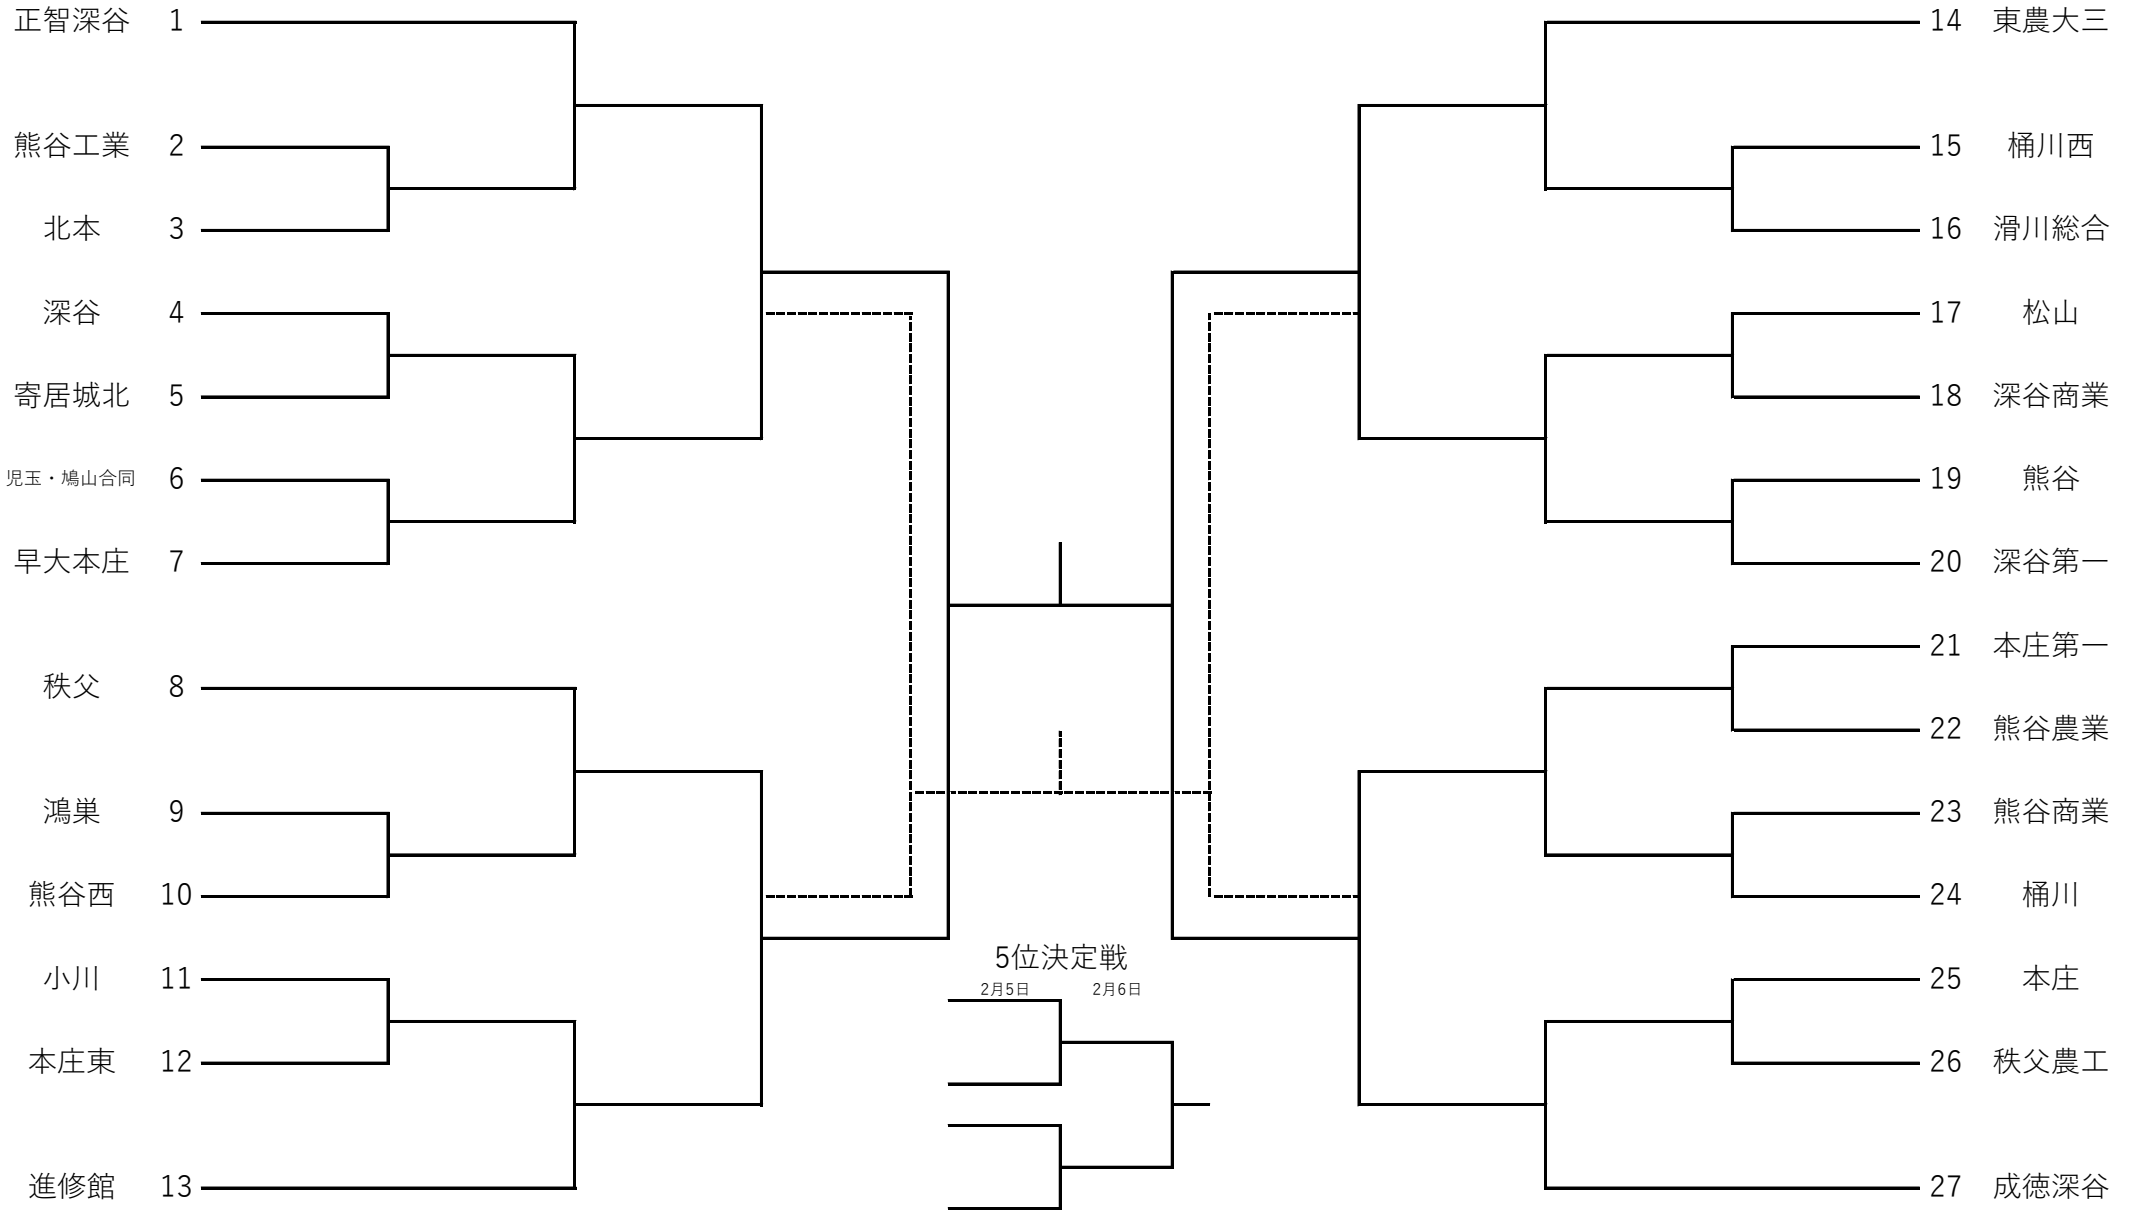 正智深谷 1
熊谷工業 2
北本 3
深谷 4
寄居城北 5
児玉・鳩山合同 6
早大本庄 7
秩父 8
鴻巣 9
熊谷西 10
小川 11
本庄東 12
進修館 13
5位決定戦
2月5日 2月6日
14 東農大三
15 桶川西
16 滑川総合
17 松山
18 深谷商業
19 熊谷
20 深谷第一
21 本庄第一
22 熊谷農業
23 熊谷商業
24 桶川
25 本庄
26 秩父農工
27 成徳深谷